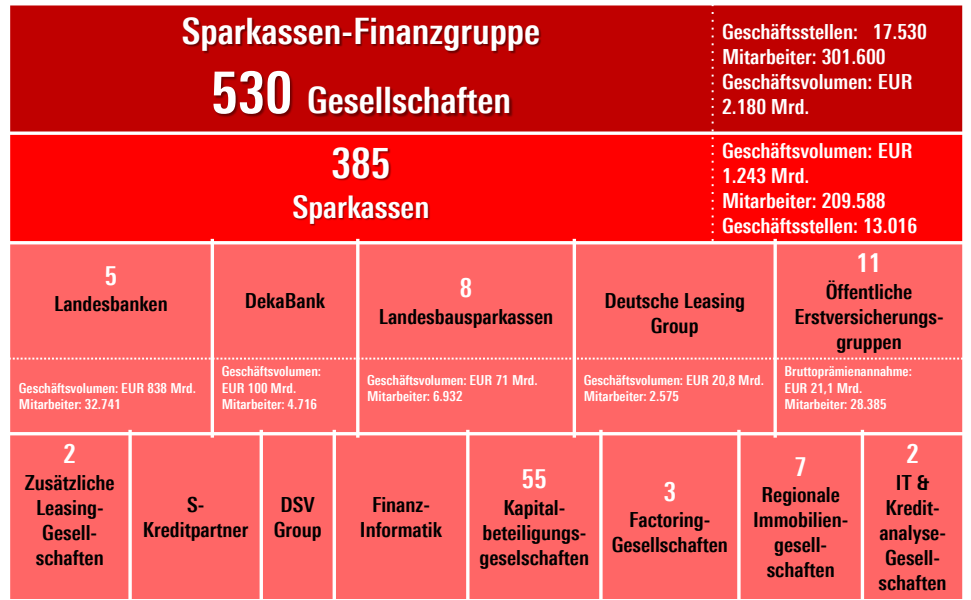 Sparkassen-Finanzgruppe
530 Gesellschaften
Geschäftsstellen: 17.530
Mitarbeiter: 301.600
Geschäftsvolumen: EUR
2.180 Mrd.
385
Sparkassen
Geschäftsvolumen: EUR
1.243 Mrd.
Mitarbeiter: 209.588
Geschäftsstellen: 13.016
5
Landesbanken
DekaBank
8
Landesbausparkassen
Deutsche Leasing
Group
11
Öffentliche
Erstversicherungs-
gruppen
Geschäftsvolumen: EUR 838 Mrd.
Mitarbeiter: 32.741
Geschäftsvolumen:
EUR 100 Mrd.
Mitarbeiter: 4.716
Geschäftsvolumen: EUR 71 Mrd.
Mitarbeiter: 6.932
Geschäftsvolumen: EUR 20,8 Mrd.
Mitarbeiter: 2.575
Bruttoprämienannahme:
EUR 21,1 Mrd.
Mitarbeiter: 28.385
2
Zusätzliche
Leasing-
Gesell-
schaften
S-
Kreditpartner
DSV
Group
Finanz-
Informatik
55
Kapital-
beteiligungs-
geselschaften
3
Factoring-
Gesellschaften
7
Regionale
Immobilien-
gesell-
schaften
2
IT &
Kredit-
analyse-
Gesell-
schaften